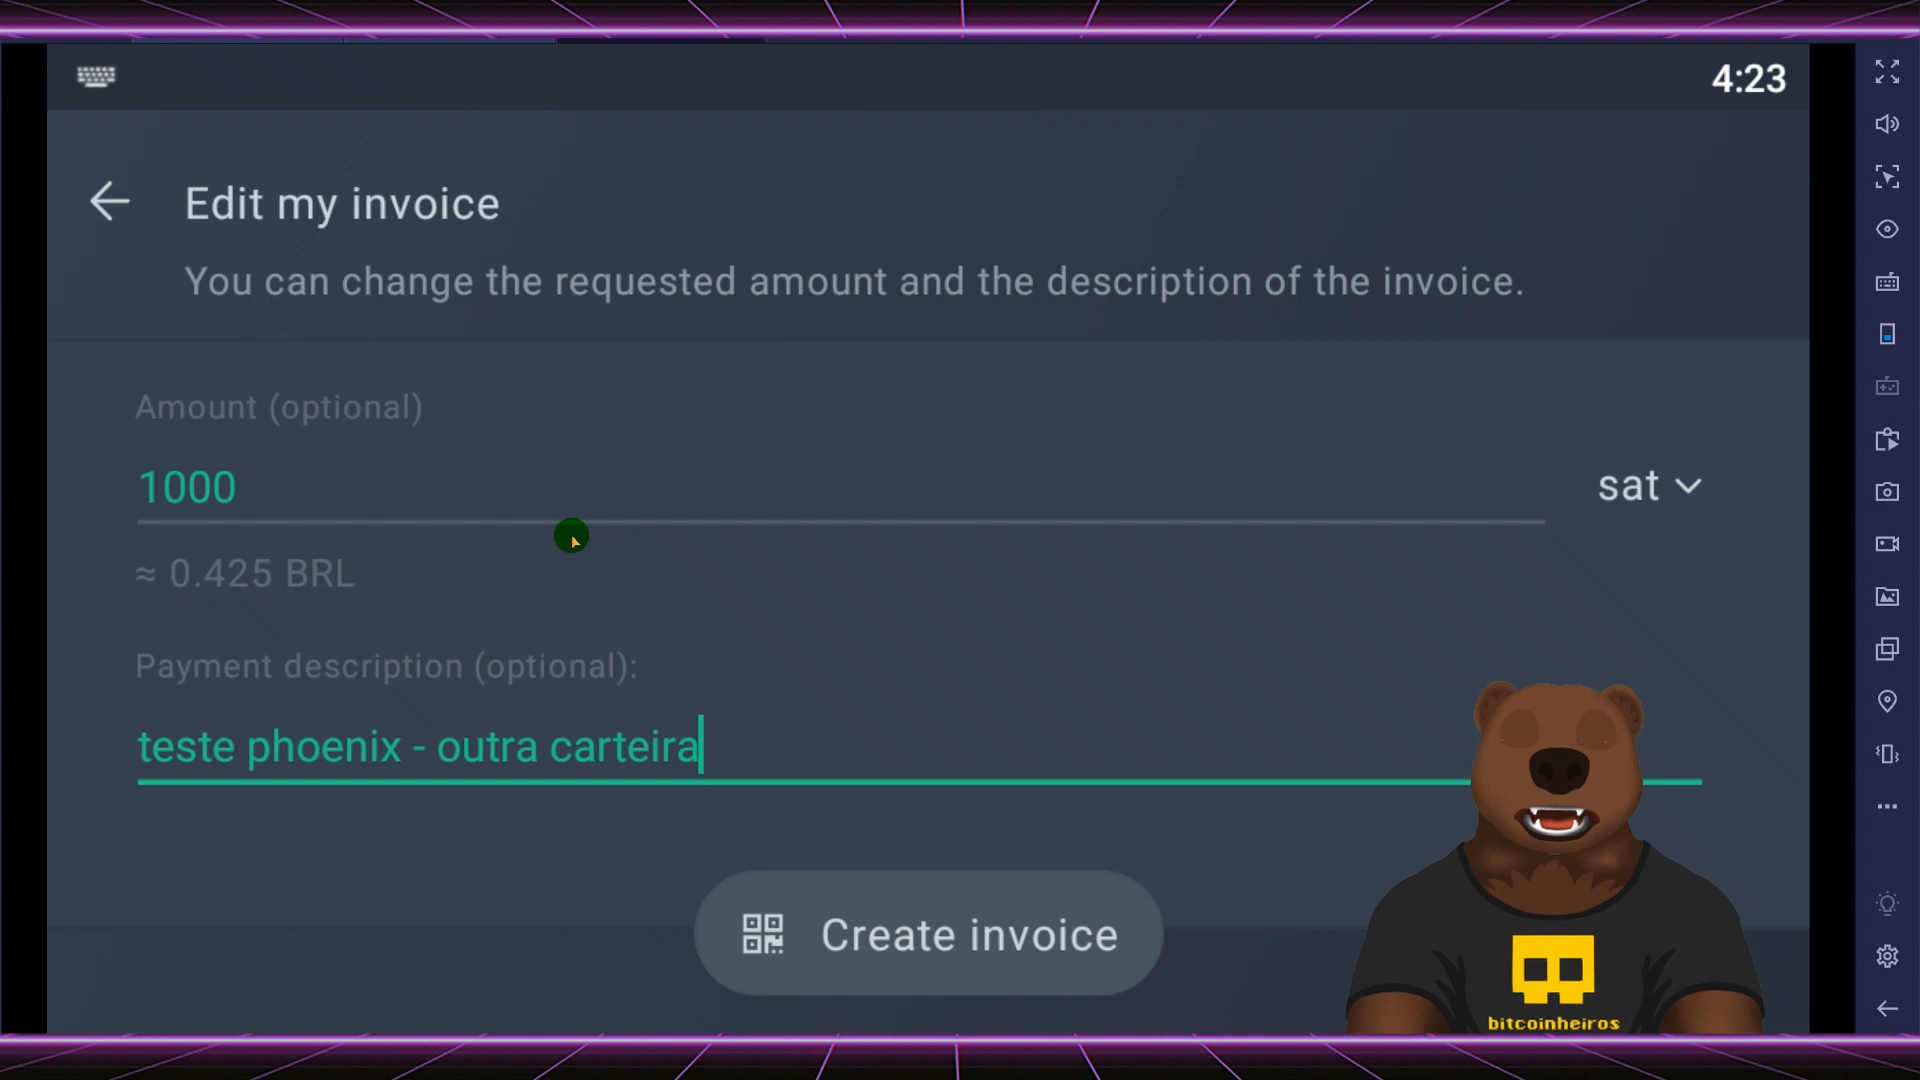 4:23
Edit my invoice
You can change the requested amount and the description of the invoice.
Amount (optional)
1000
sat
≈ 0.425 BRL
Payment description (optional):
teste phoenix - outra carteira
Create invoice
bitcoinheiros